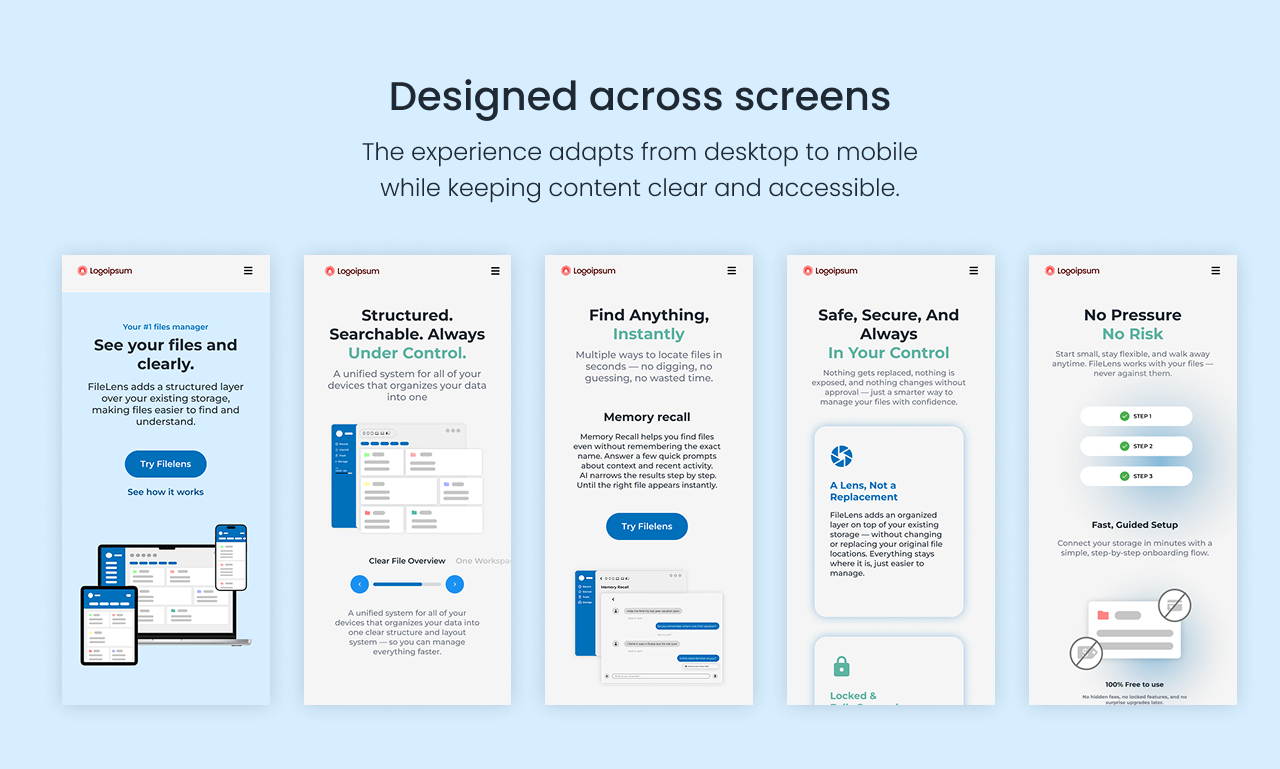 Designed across screens
The experience adapts from desktop to mobile
while keeping content clear and accessible.
Logoipsum
Your #1 files manager
See your files and
clearly.
FileLens adds a structured layer
over your existing storage,
making files easier to find and
understand.
Try Filelens
See how it works
Logoipsum
Structured.
Searchable. Always
Under Control.
A unified system for all of your
devices that organizes your data
into one
Clear File Overview
One Workspa
A unified system for all of your
devices that organizes your data into
one clear structure and layout
system — so you can manage
everything faster.
Logoipsum
Find Anything,
Instantly
Multiple ways to locate files in
seconds — no digging, no
guessing, no wasted time.
Memory recall
Memory Recall helps you find files
even without remembering the exact
name. Answer a few quick prompts
about context and recent activity.
AI narrows the results step by step.
Until the right file appears instantly.
Try Filelens
Memory Recall
Logoipsum
Safe, Secure, And
Always
In Your Control
Nothing gets replaced, nothing is
exposed, and nothing changes without
approval — just a smarter way to
manage your files with confidence.
A Lens, Not a
Replacement
FileLens adds an organized
layer on top of your existing
storage — without changing
or replacing your original file
locations. Everything stays
where it is, just easier to
manage.
Locked &
Logoipsum
No Pressure
No Risk
Start small, stay flexible, and walk away
anytime. FileLens works with your files —
never against them.
STEP 1
STEP 2
STEP 3
Fast, Guided Setup
Connect your storage in minutes with a
simple, step-by-step onboarding flow.
100% Free to use
No hidden fees, no locked features, and no
surprise upgrades later.